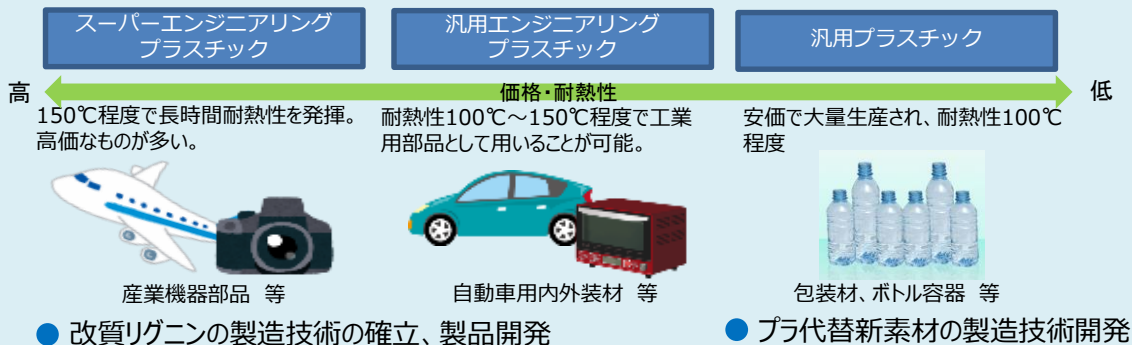 スーパーエンジニアリング
プラスチック
汎用エンジニアリング
プラスチック
汎用プラスチック
高
価格・耐熱性
低
150℃程度で長時間耐熱性を発揮。
高価なものが多い。
耐熱性100℃～150℃程度で工業
用部品として用いることが可能。
安価で大量生産され、耐熱性100℃
程度
産業機器部品 等
自動車用内外装材 等
包装材、ボトル容器 等
● 改質リグニンの製造技術の確立、製品開発
● プラ代替新素材の製造技術開発